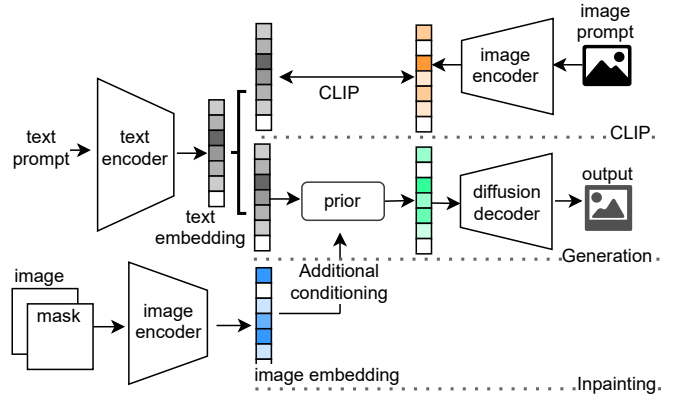 image
prompt
image
encoder
CLIP
CLIP
text
prompt
text
encoder
text
embedding
prior
diffusion
decoder
output
Generation
image
mask
image
encoder
Additional
conditioning
image embedding
Inpainting